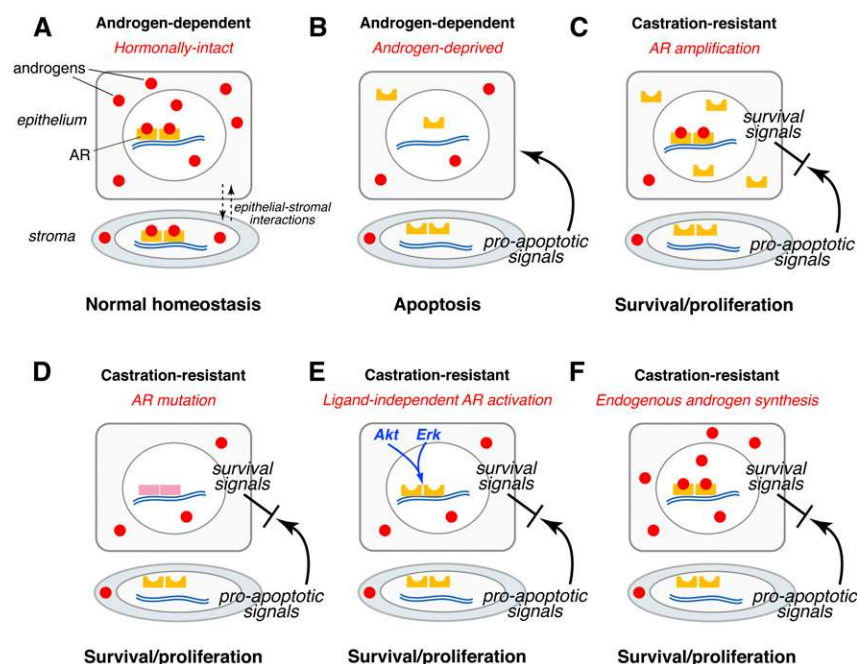 A
Androgen-dependent
Hormonally-intact
androgens
epithelium
AR
epithelial-stromal
interactions
stroma
Normal homeostasis
B
Androgen-dependent
Androgen-deprived
pro-apoptotic
signals
Apoptosis
C
Castration-resistant
AR amplification
survival
signals
pro-apoptotic
signals
Survival/proliferation
D
Castration-resistant
AR mutation
survival
signals
pro-apoptotic
signals
Survival/proliferation
E
Castration-resistant
Ligand-independent AR activation
Akt Erk
survival
signals
pro-apoptotic
signals
Survival/proliferation
F
Castration-resistant
Endogenous androgen synthesis
survival
signals
pro-apoptotic
signals
Survival/proliferation